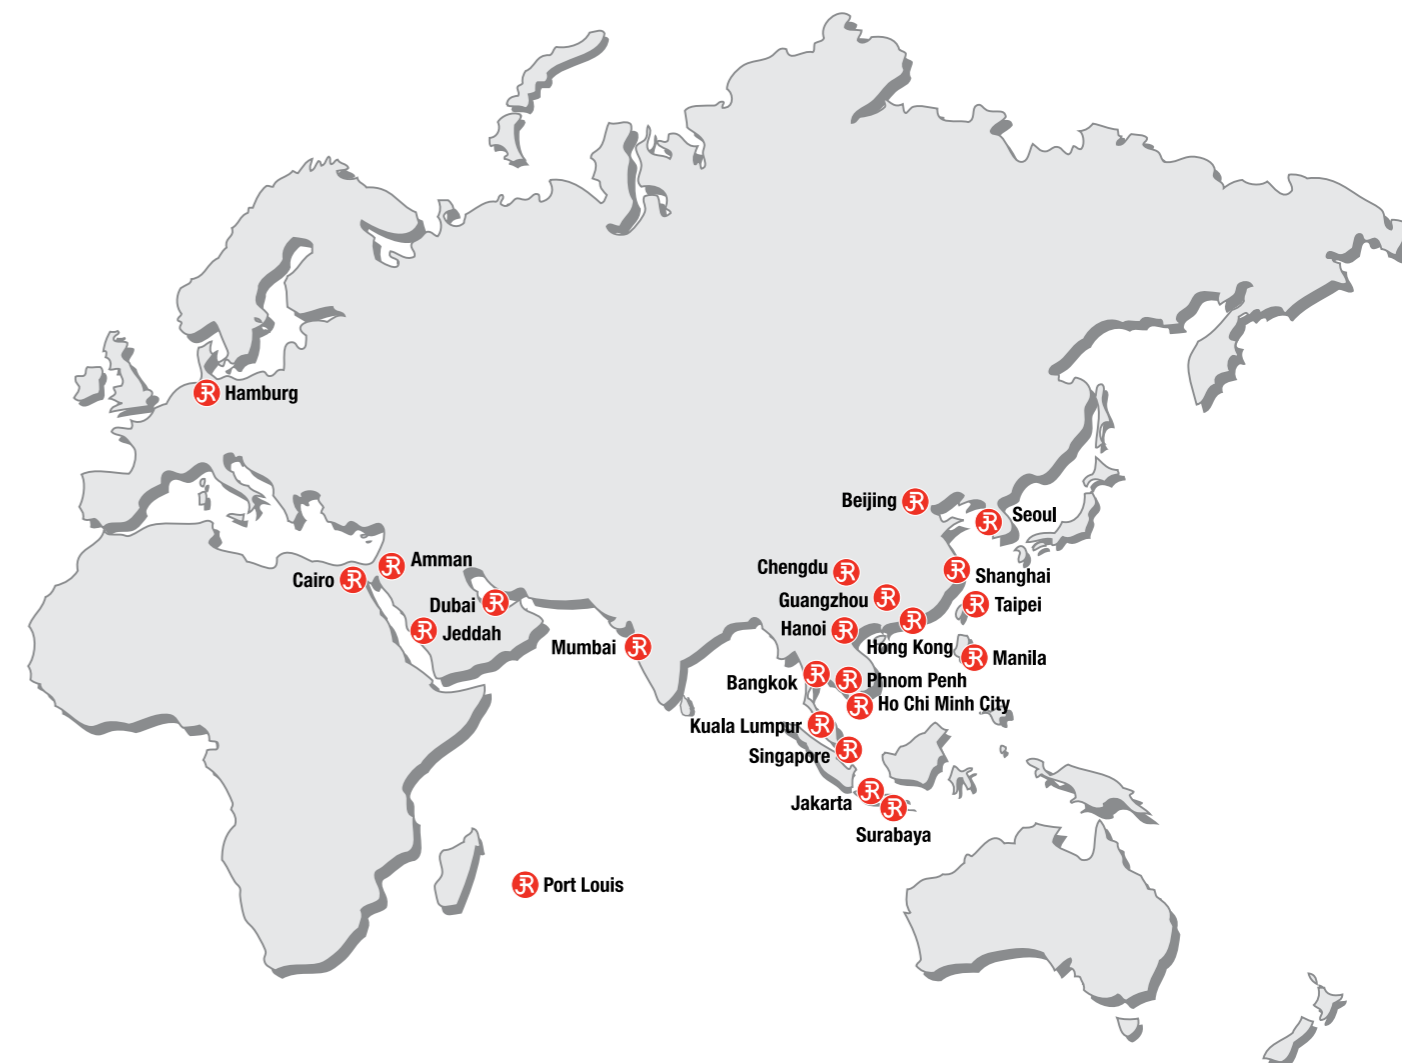 Hamburg
Beijing
Seoul
Amman
Chengdu
Shanghai
Cairo
Guangzhou
Dubai
Taipei
Jeddah
Hanoi
Mumbai
Hong Kong
Manila
Bangkok
Phnom Penh
Ho Chi Minh City
Kuala Lumpur
Singapore
Jakarta
Surabaya
Port Louis